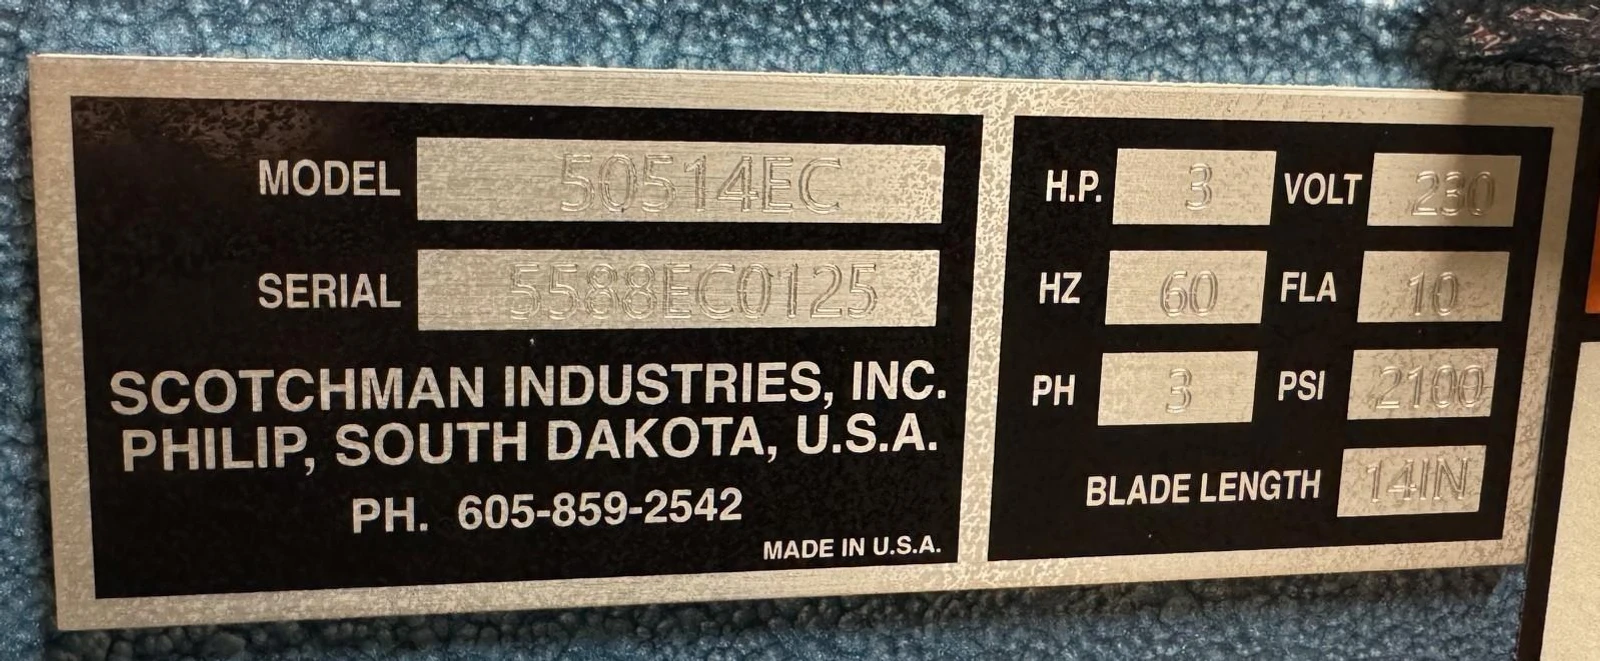 MODEL 50514EC
SERIAL 5588EC0125
SCOTCHMAN INDUSTRIES, INC.
PHILIP, SOUTH DAKOTA, U.S.A.
PH. 605-859-2542
MADE IN U.S.A.
H.P. 3 VOLT 230
HZ 60 FLA 10
PH 3 PSI 2100
BLADE LENGTH 14IN